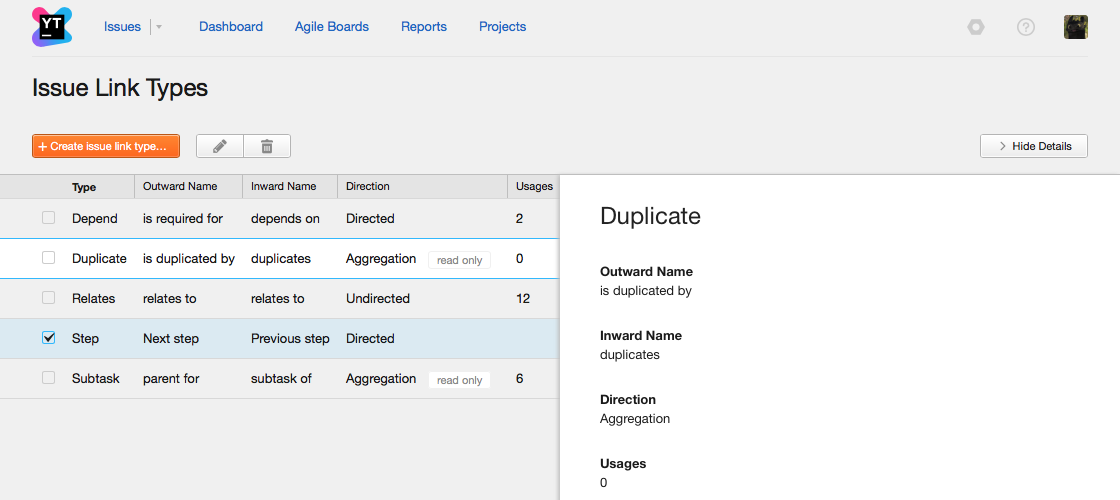 YT
Issues
Dashboard
Agile Boards
Reports
Projects
?
Issue Link Types
+ Create issue link type...
Hide Details
Type Outward Name Inward Name Direction Usages
Depend is required for depends on Directed 2
Duplicate is duplicated by duplicates Aggregation read only 0
Relates relates to relates to Undirected 12
Step Next step Previous step Directed
Subtask parent for subtask of Aggregation read only 6
Duplicate
Outward Name
is duplicated by
Inward Name
duplicates
Direction
Aggregation
Usages
0